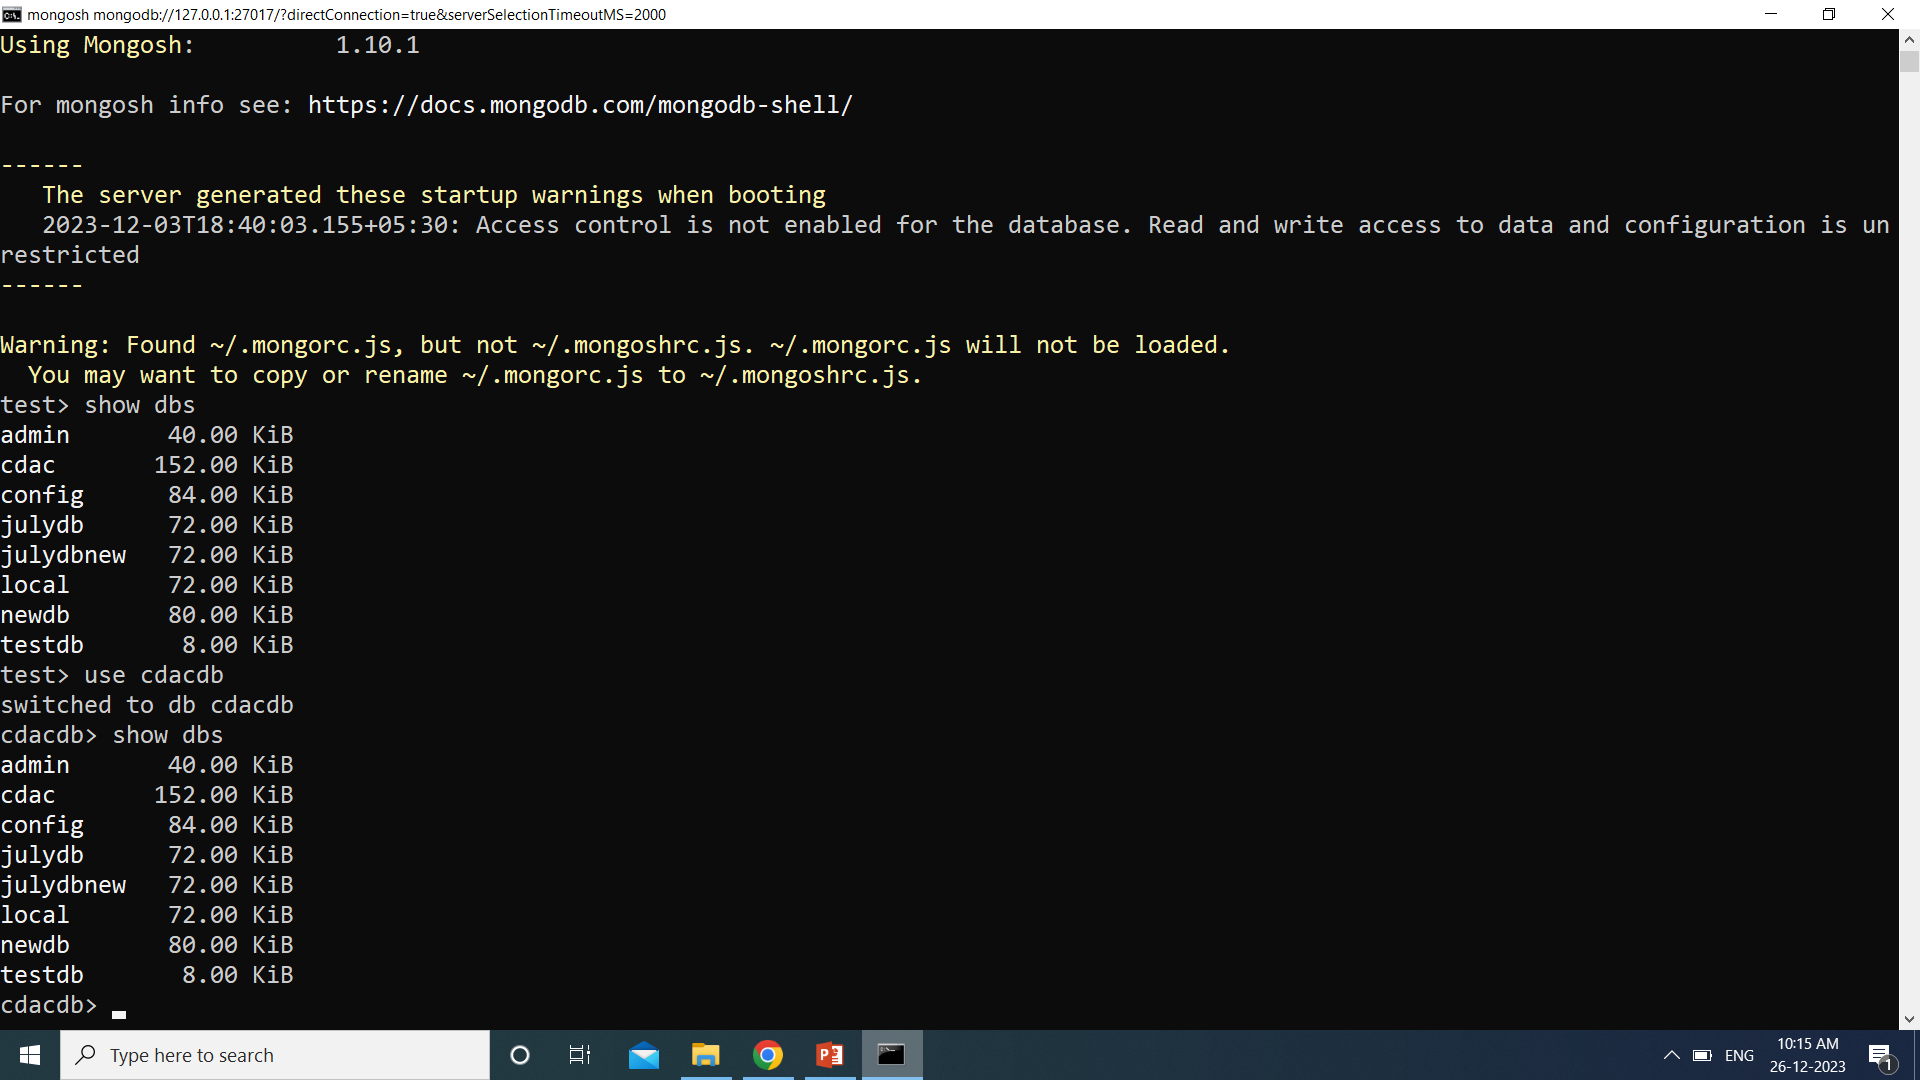 mongosh mongodb://127.0.0.1:27017/?directConnection=true&serverSelectionTimeoutMS=2000
Using Mongosh:          1.10.1
For mongosh info see: https://docs.mongodb.com/mongodb-shell/
------
   The server generated these startup warnings when booting
   2023-12-03T18:40:03.155+05:30: Access control is not enabled for the database. Read and write access to data and configuration is un
restricted
------
Warning: Found ~/.mongorc.js, but not ~/.mongoshrc.js. ~/.mongorc.js will not be loaded.
  You may want to copy or rename ~/.mongorc.js to ~/.mongoshrc.js.
test> show dbs
admin       40.00 KiB
cdac       152.00 KiB
config      84.00 KiB
julydb      72.00 KiB
julydbnew   72.00 KiB
local       72.00 KiB
newdb       80.00 KiB
testdb       8.00 KiB
test> use cdacdb
switched to db cdacdb
cdacdb> show dbs
admin       40.00 KiB
cdac       152.00 KiB
config      84.00 KiB
julydb      72.00 KiB
julydbnew   72.00 KiB
local       72.00 KiB
newdb       80.00 KiB
testdb       8.00 KiB
cdacdb>
Type here to search
ENG
10:15 AM
26-12-2023
1